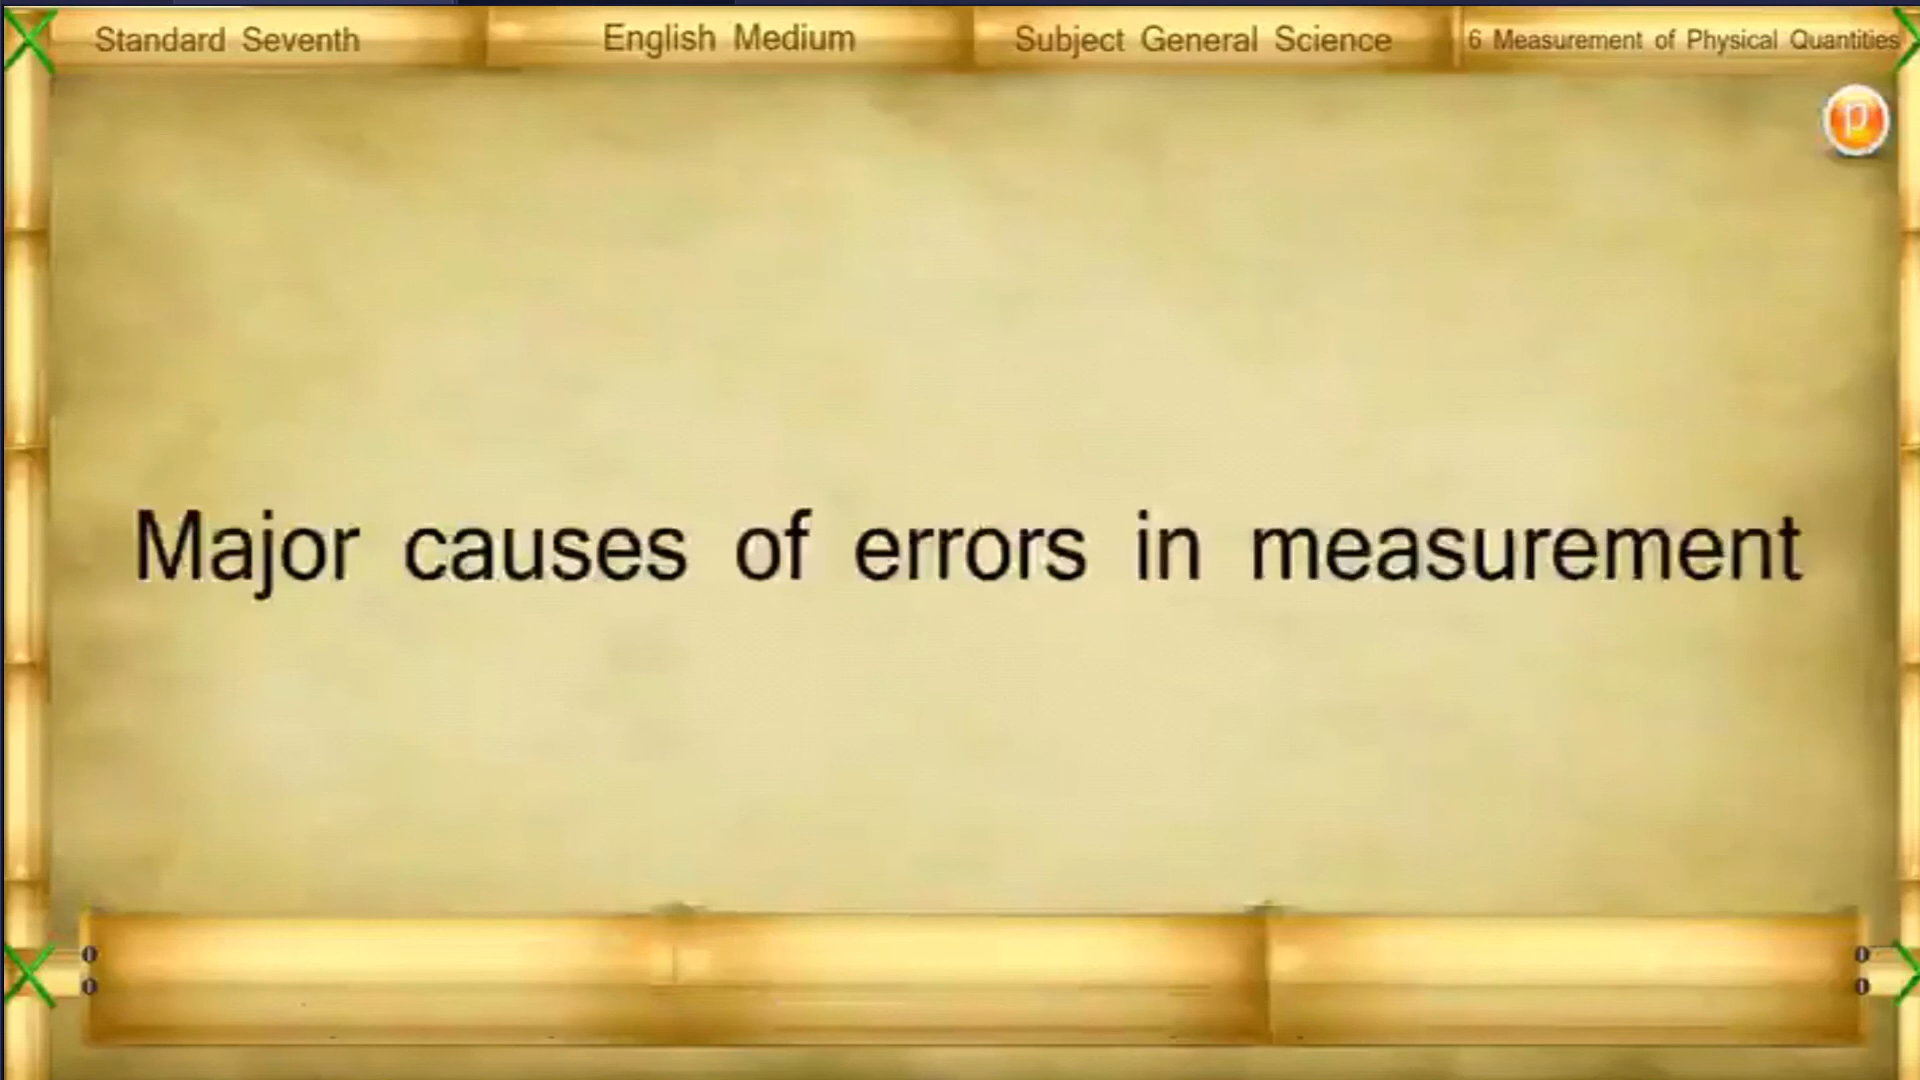 Standard Seventh
English Medium
Subject General Science
6 Measurement of Physical Quantities
Major causes of errors in measurement